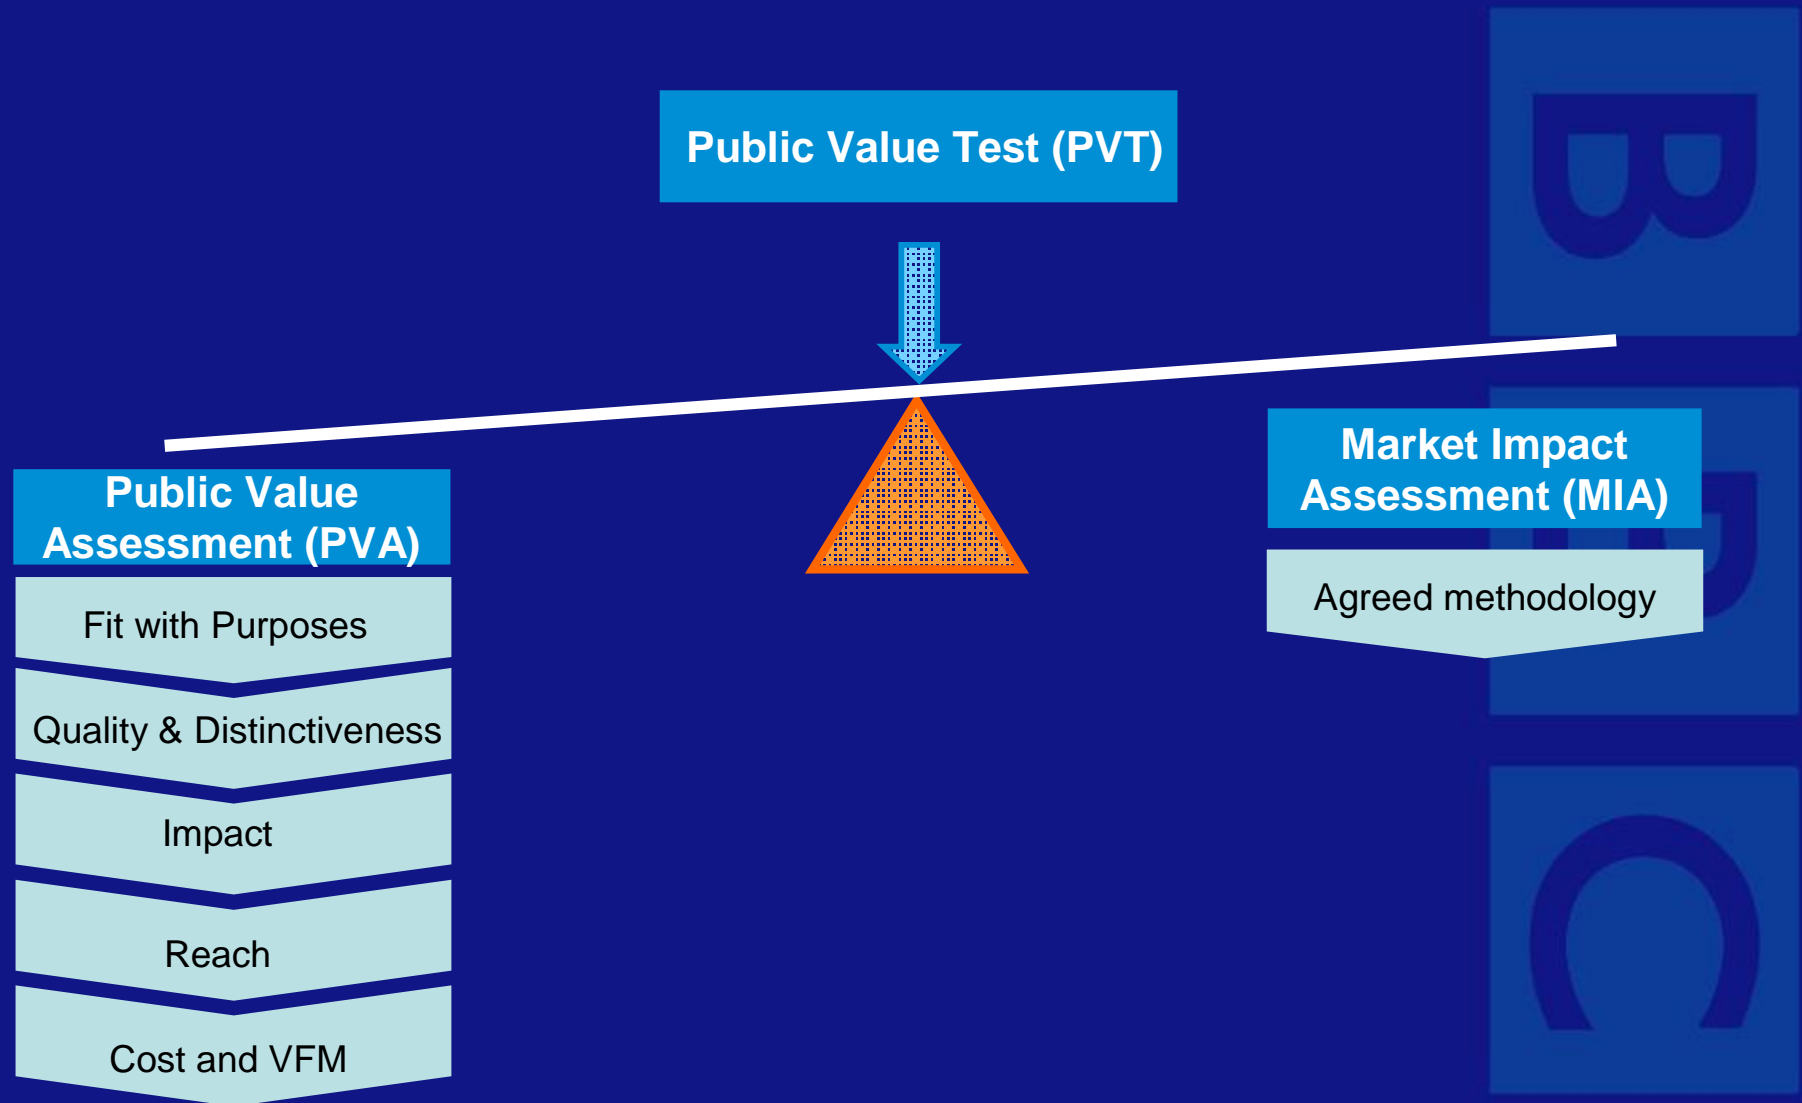 Public Value Test (PVT)
Public Value
Assessment (PVA)
Fit with Purposes
Quality & Distinctiveness
Impact
Reach
Cost and VFM
Market Impact
Assessment (MIA)
Agreed methodology
B
B
C